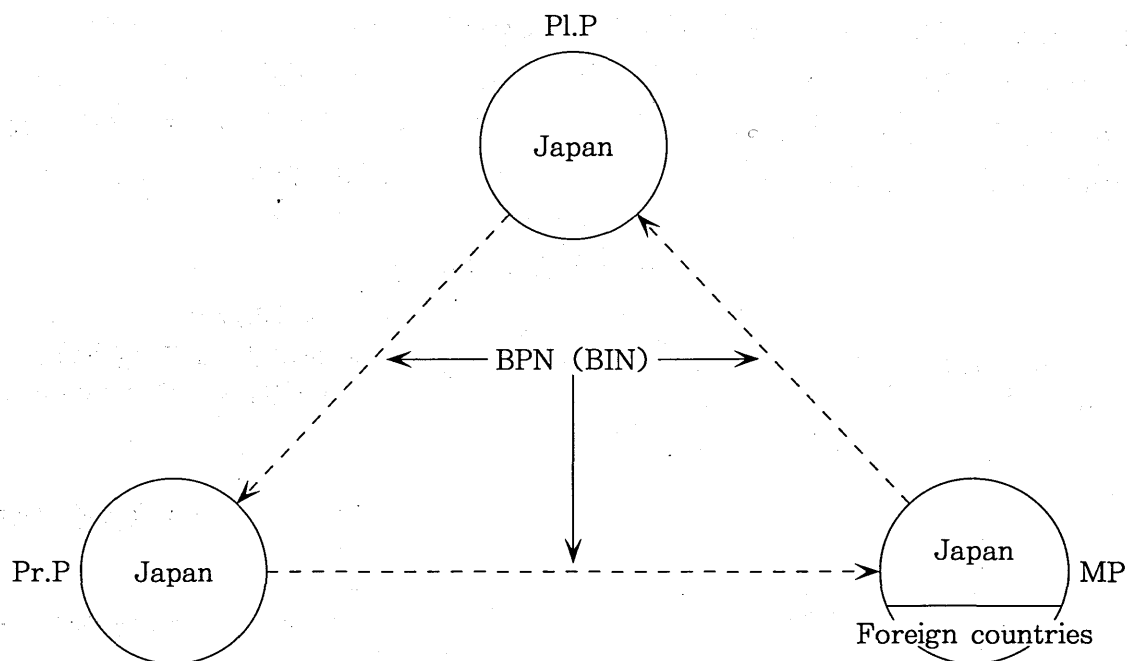 Pl.P
Japan
BPN (BIN)
Pr.P
Japan
Japan
MP
Foreign countries